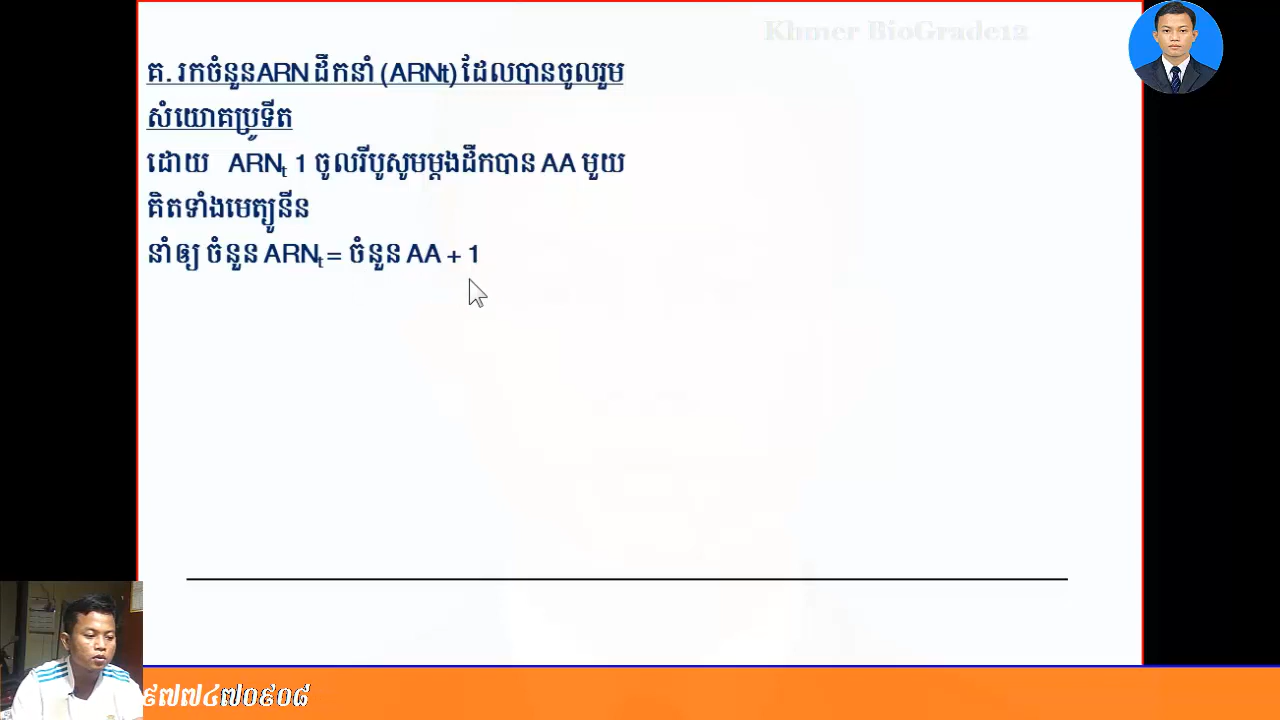 Khmer BioGrade12
គ. រកចំនួនARN ដឹកនាំ (ARNt) ដែលបានចូលរួម
សំយោគប្រូទីត
ដោយ ARNt 1 ចូលរីបូសូមម្តងដឹកបាន AA មួយ
គិតទាំងមេត្យូនីន
នាំឲ្យ ចំនួន ARNt = ចំនួន AA + 1
៩៧៧៤៧០៩០៨